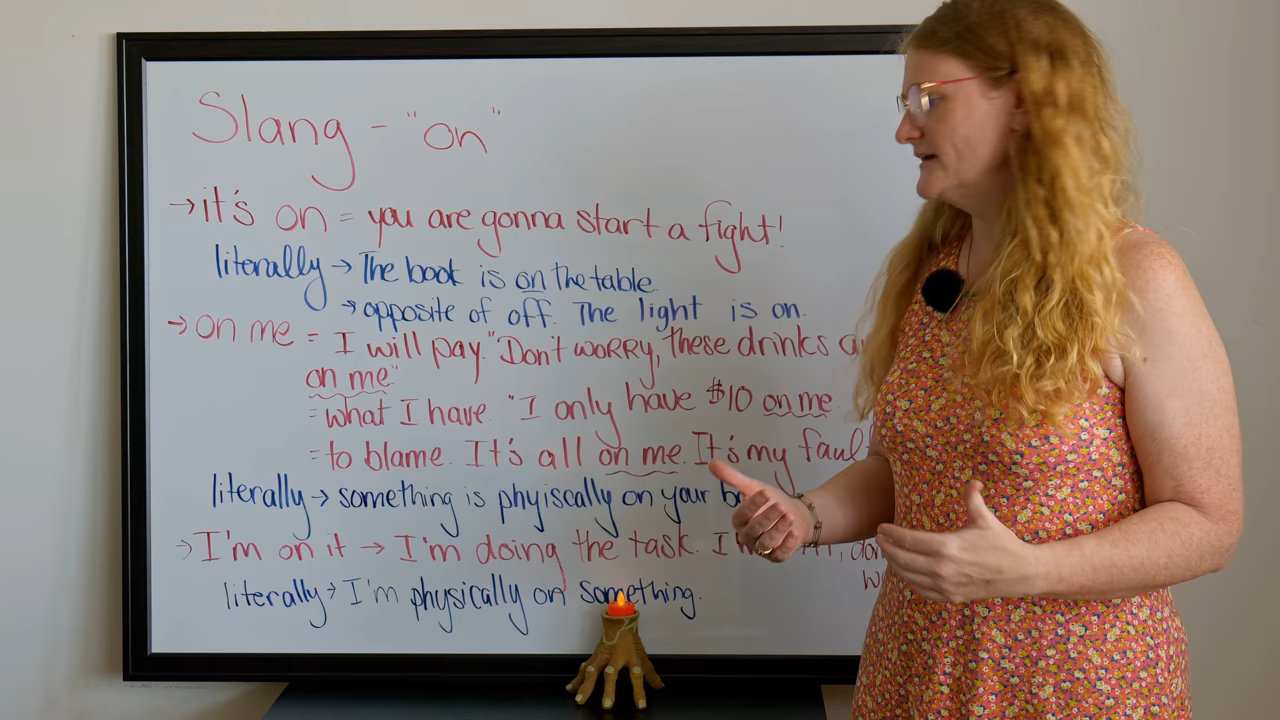 Slang - "on"
→ it's on = you are gonna start a fight!
literally → The book is on the table
→ opposite of off. The light is on.
→ on me = I will pay. "Don't WORRY, these drinks
on me."
= what I have. "I only have $10 on me.
= to blame. It's all on me. It's my faul
literally → something is phyiscally on your
→ I'm on it → I'm doing the task.
literally → I'm physically on something.